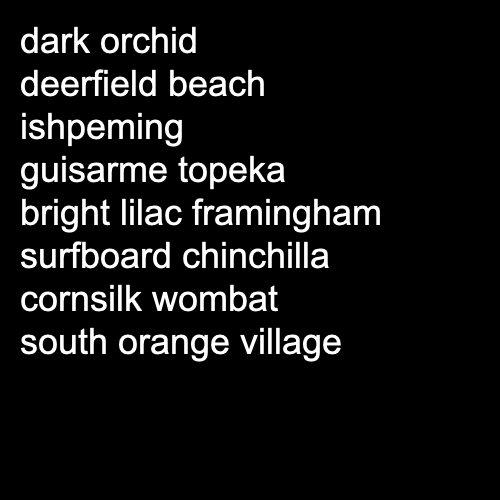 dark orchid
deerfield beach
ishpeming
guisarme topeka
bright lilac framingham
surfboard chinchilla
cornsilk wombat
south orange village